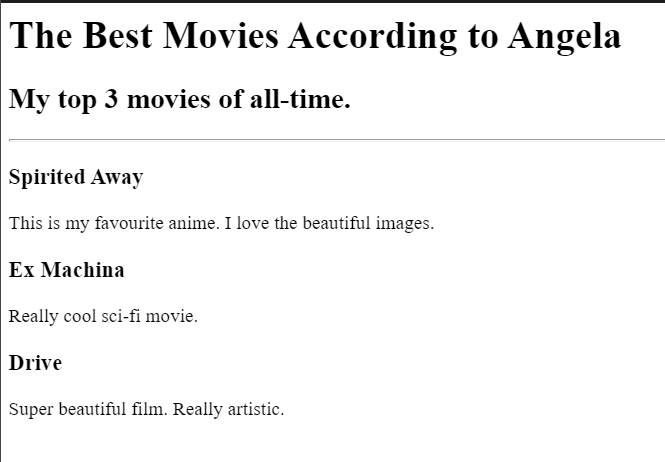 The Best Movies According to Angela
My top 3 movies of all-time.
Spirited Away
This is my favourite anime. I love the beautiful images.
Ex Machina
Really cool sci-fi movie.
Drive
Super beautiful film. Really artistic.